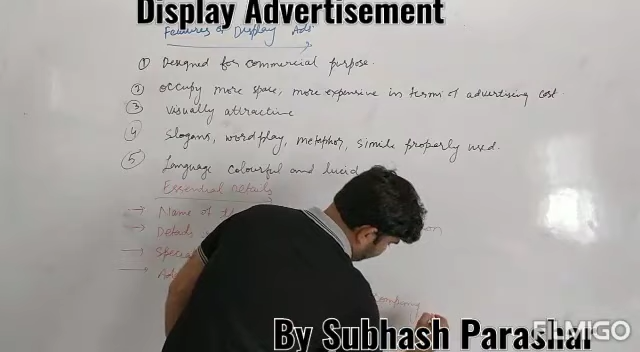 Display Advertisement
Features of Display Ads.
① Designed for commercial purpose.
② Occupy more space, more expensive in terms of advertising cost.
③ Visually attractive
④ Slogans, wordplay, metaphor, simile properly used.
⑤ Language colourful and lucid
Essential details
→ Name of
→ Details
→ Special
→ company
By Subhash Parashar
FILMIGO